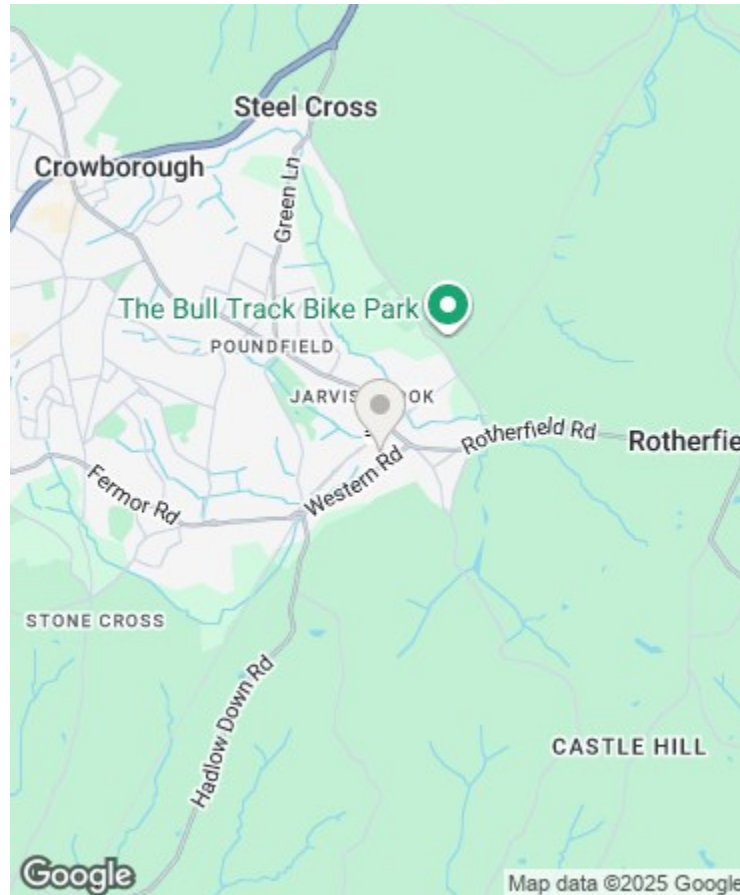 Steel Cross
Crowborough
Green Ln
The Bull Track Bike Park
POUNDFIELD
JARVIS
OOK
Rotherfield Rd
Rotherfie
Western Rd
Fermor Rd
STONE CROSS
Hadlow Down Rd
CASTLE HILL
Google
Map data ©2025 Google